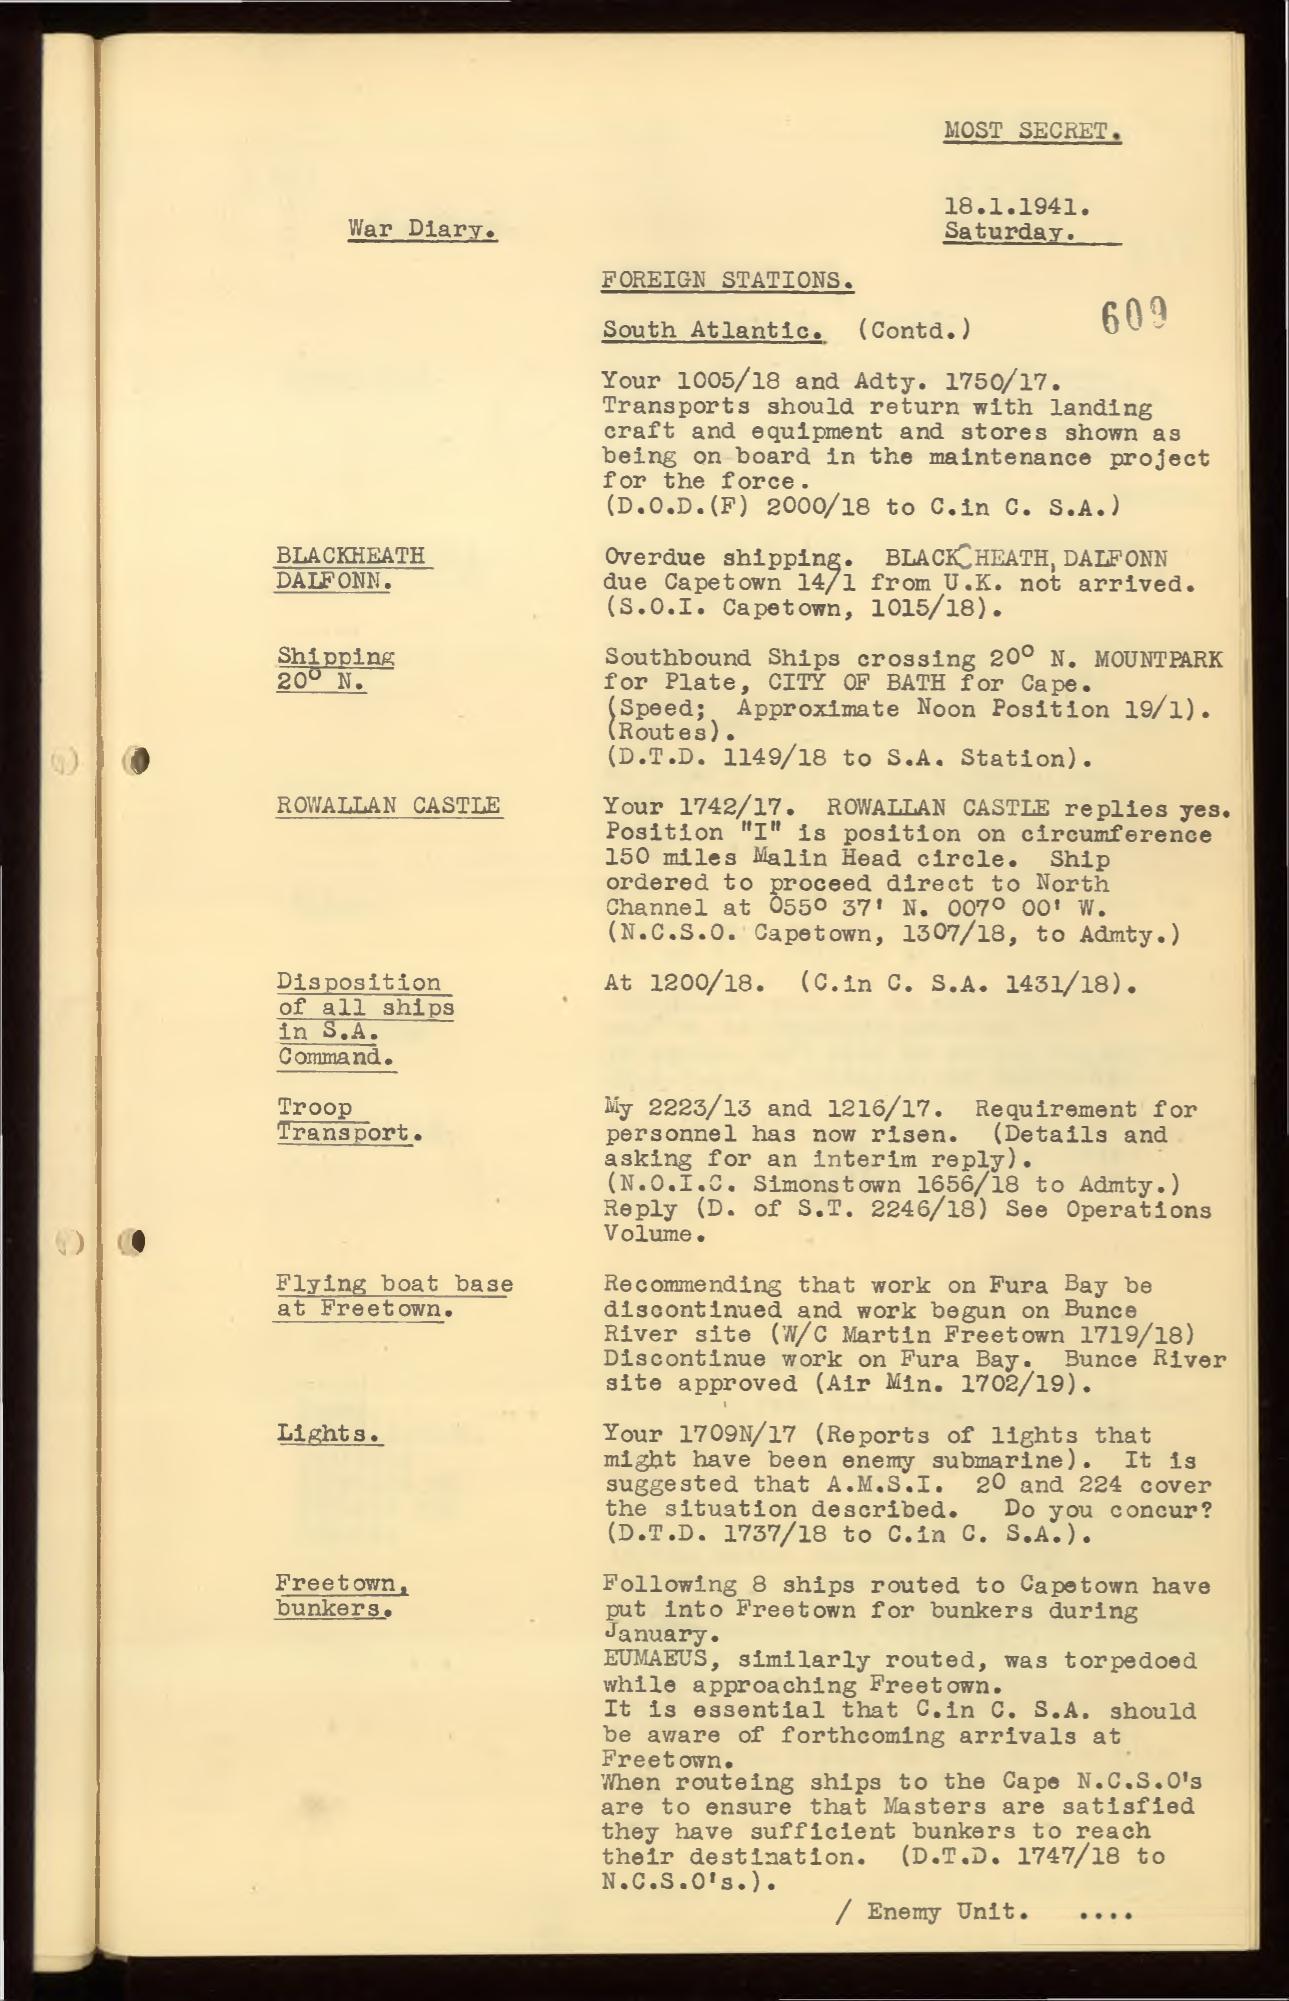 MOST SECRET.
18.1.1941.
War Diary.
Saturday.
FOREIGN STATIONS.
609
South Atlantic. (Contd.)
Your 1005/18 and Adty. 1750/17.
Transports should return with landing
craft and equipment and stores shown as
being on board in the maintenance project
for the force.
(D.O.D.(F) 2000/18 to C.in C. S.A.)
BLACKHEATH
DALFONN.
Overdue shipping. BLACK HEATH, DALFONN
due Capetown 14/1 from U.K. not arrived.
(S.O.I. Capetown, 1015/18).
Shipping
20° N.
Southbound Ships crossing 20° N. MOUNTPARK
for Plate, CITY OF BATH for Cape.
(Speed; Approximate Noon Position 19/1).
(Routes).
(D.T.D. 1149/18 to S.A. Station).
ROWALLAN CASTLE
Your 1742/17. ROWALLAN CASTLE replies yes.
Position "I" is position on circumference
150 miles Malin Head circle. Ship
ordered to proceed direct to North
Channel at 055° 37' N. 007° 00' W.
(N.C.S.O. Capetown, 1307/18, to Admty.)
Disposition
of all ships
in S.A.
Command.
At 1200/18. (C.in C. S.A. 1431/18).
Troop
Transport.
My 2223/13 and 1216/17. Requirement for
personnel has now risen. (Details and
asking for an interim reply).
(N.O.I.C. Simonstown 1656/18 to Admty.)
Reply (D. of S.T. 2246/18) See Operations
Volume.
Flying boat base
at Freetown.
Recommending that work on Fura Bay be
discontinued and work begun on Bunce
River site (W/C Martin Freetown 1719/18)
Discontinue work on Fura Bay. Bunce River
site approved (Air Min. 1702/19).
Lights.
Your 1709N/17 (Reports of lights that
might have been enemy submarine). It is
suggested that A.M.S.I. 20 and 224 cover
the situation described. Do you concur?
(D.T.D. 1737/18 to C.in C. S.A.).
Freetown,
bunkers.
Following 8 ships routed to Capetown have
put into Freetown for bunkers during
January.
EUMAEUS, similarly routed, was torpedoed
while approaching Freetown.
It is essential that C.in C. S.A. should
be aware of forthcoming arrivals at
Freetown.
When routeing ships to the Cape N.C.S.O's
are to ensure that Masters are satisfied
they have sufficient bunkers to reach
their destination. (D.T.D. 1747/18 to
N.C.S.O's.).
/ Enemy Unit. ....